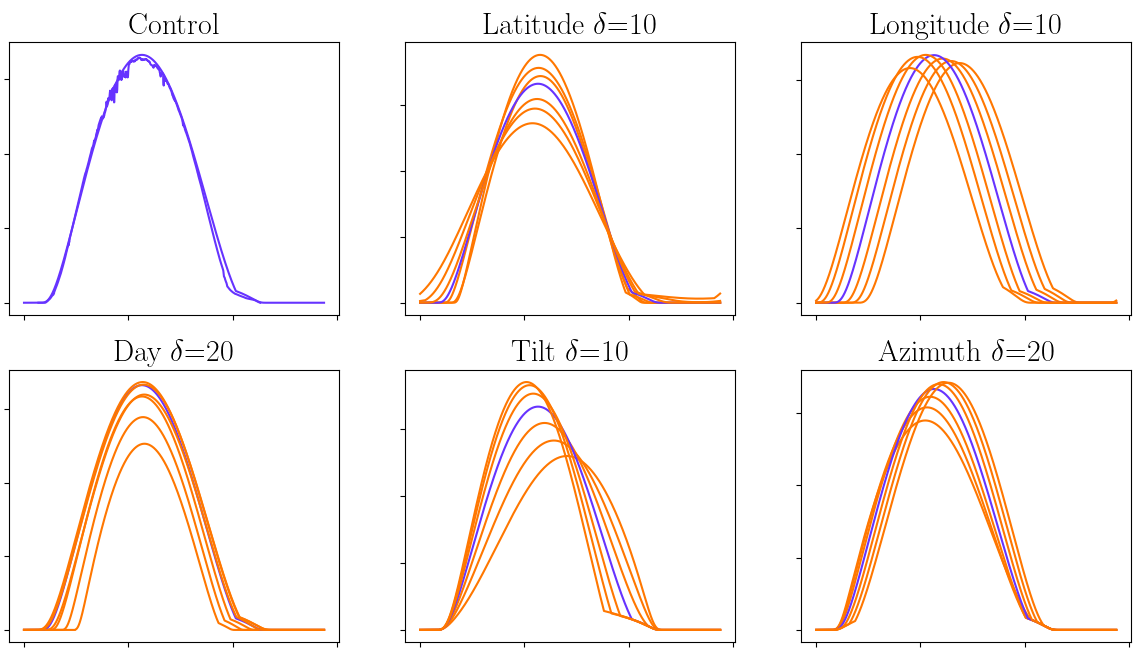 Control
Latitude δ=10
Longitude δ=10
Day δ=20
Tilt δ=10
Azimuth δ=20